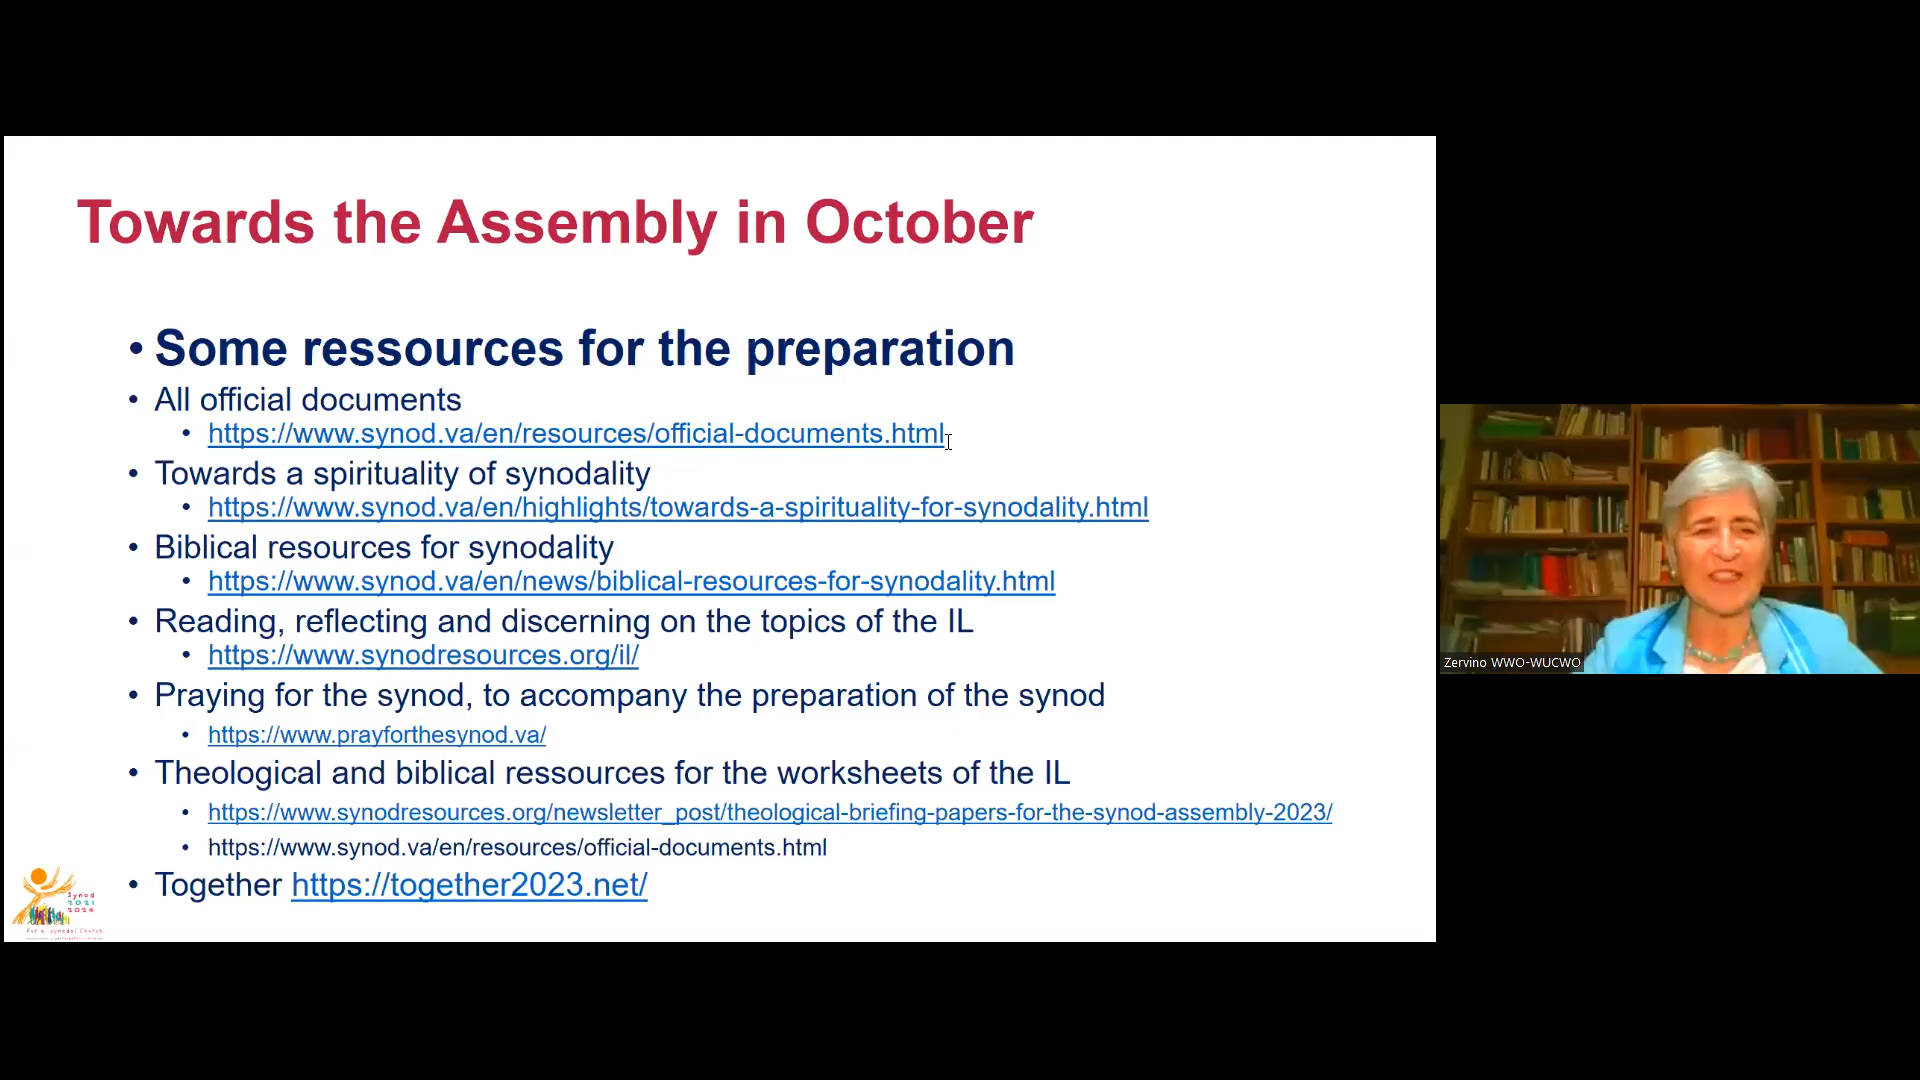 Towards the Assembly in October
• Some ressources for the preparation
• All official documents
• https://www.synod.va/en/resources/official-documents.html
• Towards a spirituality of synodality
• https://www.synod.va/en/highlights/towards-a-spirituality-for-synodality.html
• Biblical resources for synodality
• https://www.synod.va/en/news/biblical-resources-for-synodality.html
• Reading, reflecting and discerning on the topics of the IL
• https://www.synodresources.org/il/
• Praying for the synod, to accompany the preparation of the synod
• https://www.prayforthesynod.va/
• Theological and biblical ressources for the worksheets of the IL
• https://www.synodresources.org/newsletter_post/theological-briefing-papers-for-the-synod-assembly-2023/
• https://www.synod.va/en/resources/official-documents.html
• Together https://together2023.net/
Synod
2021
2024
For a synodal Church
Zervino WWO-WUCWO